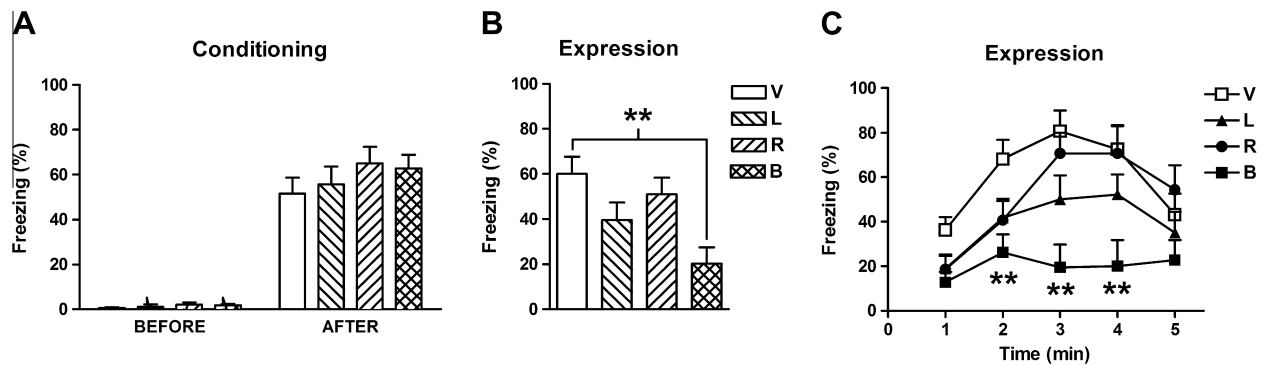 A
Conditioning
Freezing (%)
100
80
60
40
20
0
BEFORE
AFTER
B
Expression
Freezing (%)
100
80
60
40
20
0
**
V
L
R
B
C
Expression
Freezing (%)
100
80
60
40
20
0
** ** **
0 1 2 3 4 5
Time (min)
V
L
R
B